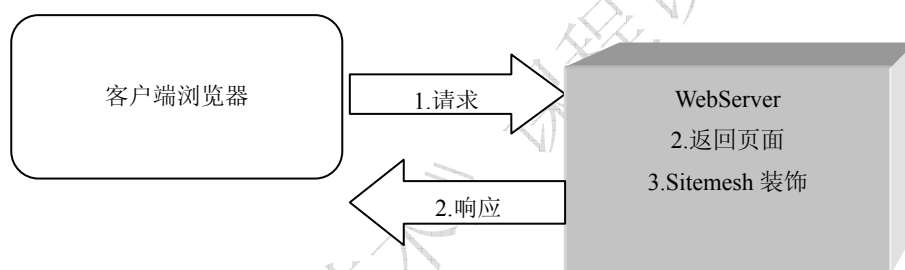 客户端浏览器
1.请求
WebServer
2.返回页面
3.Sitemesh 装饰
2.响应